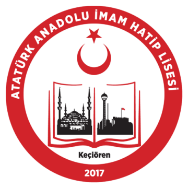 ATATÜRK ANADOLU İMAM HATİP LİSESİ
Keçiören
2017